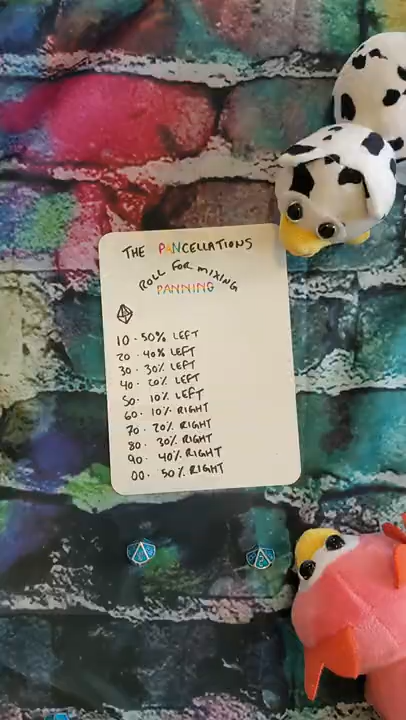 THE PANCELLATIONS
ROLL FOR MIXING
PANNING
10 - 50% LEFT
20 - 40% LEFT
30 - 30% LEFT
40 - 20% LEFT
50 - 10% LEFT
60 - 10% RIGHT
70 - 20% RIGHT
80 - 30% RIGHT
90 - 40% RIGHT
00 - 50% RIGHT